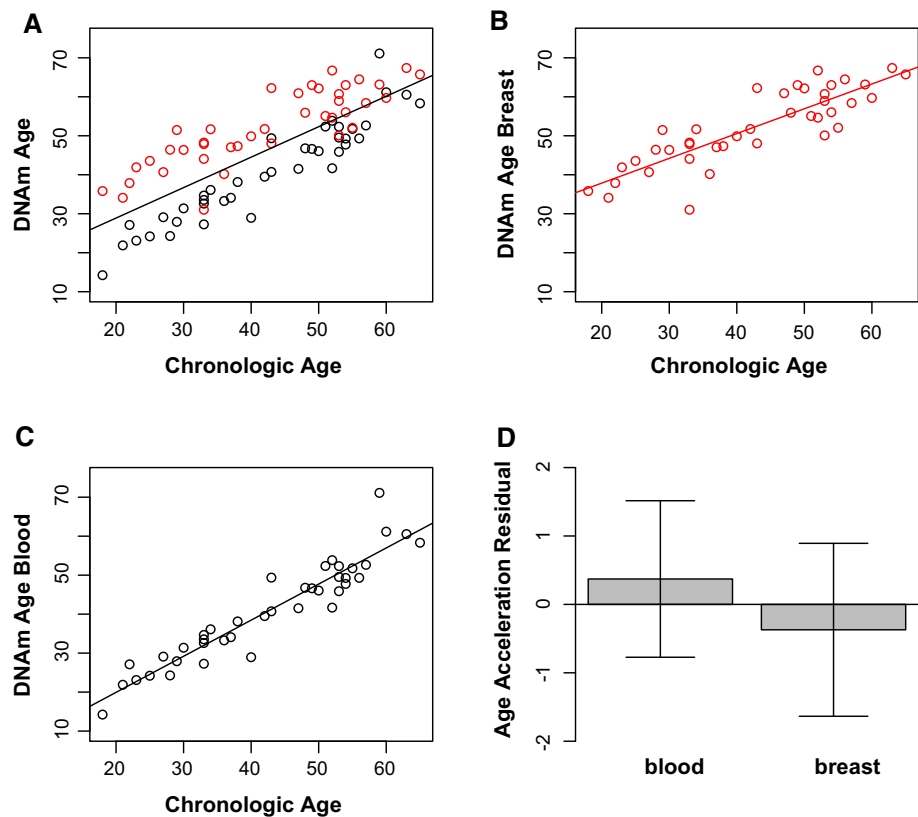 A
DNAm Age
70
50
30
10
20 30 40 50 60
Chronologic Age
B
DNAm Age Breast
70
50
30
10
20 30 40 50 60
Chronologic Age
C
DNAm Age Blood
70
50
30
10
20 30 40 50 60
Chronologic Age
D
Age Acceleration Residual
2
1
0
-1
-2
blood breast